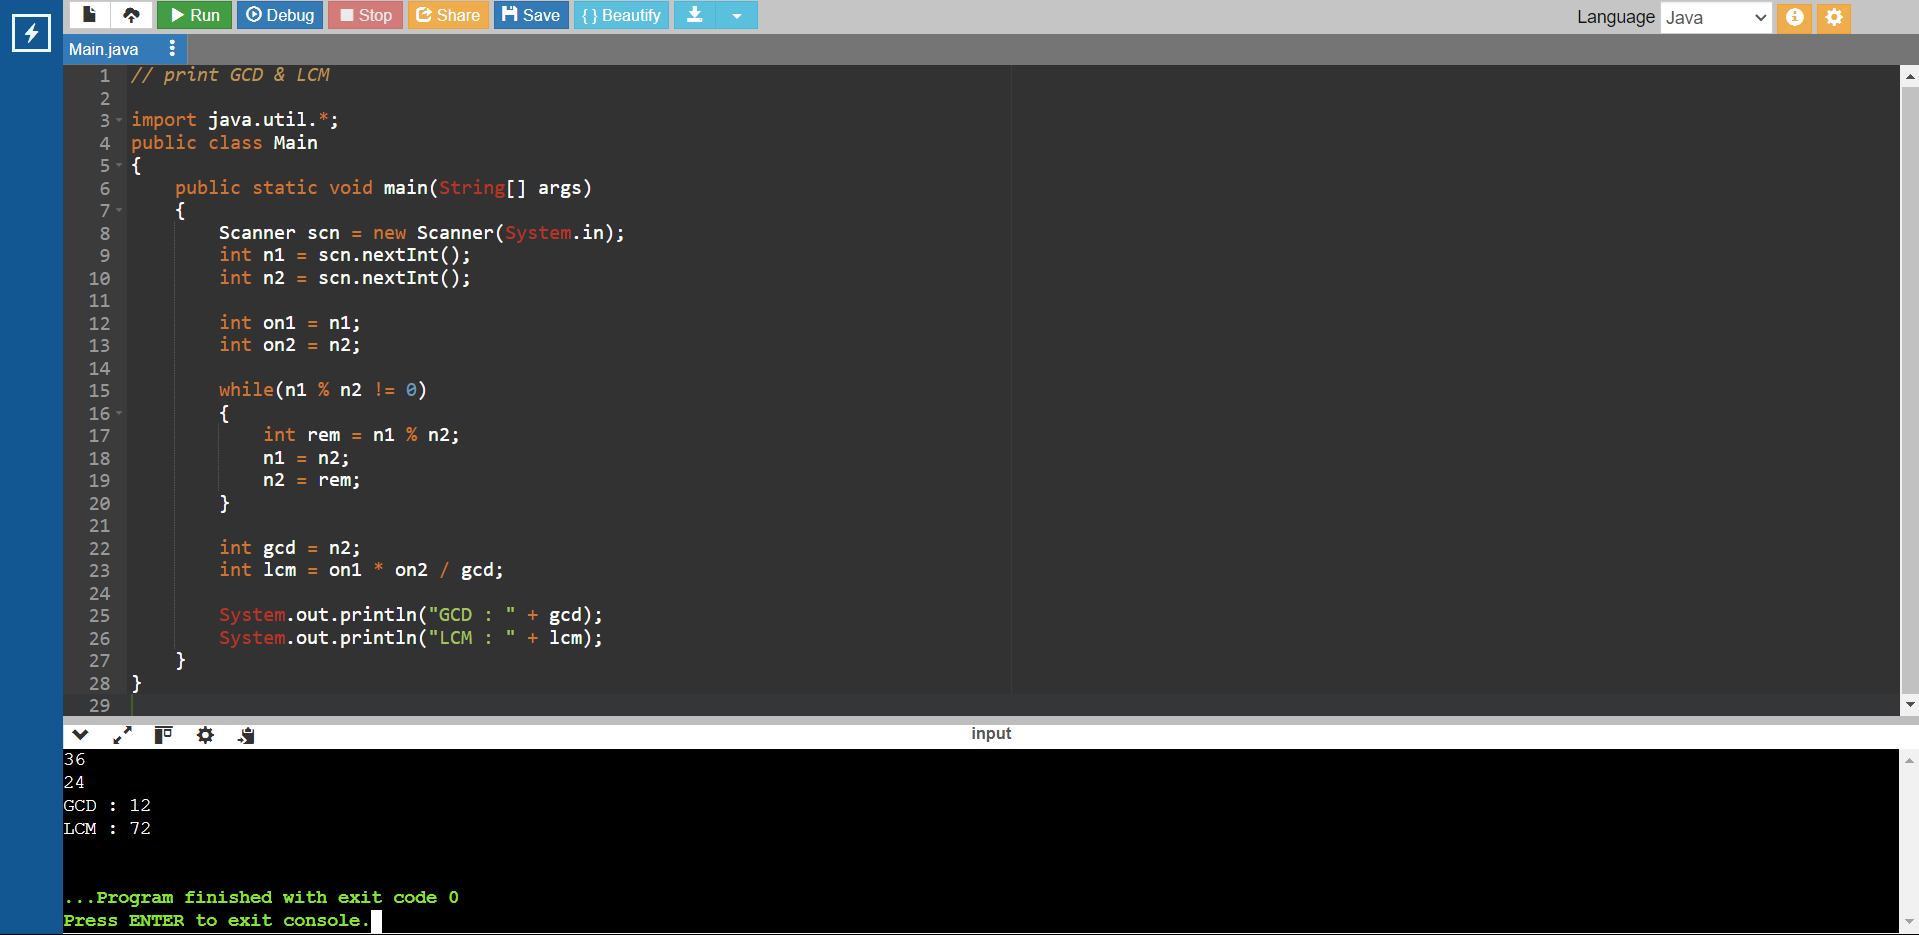 Run Debug Stop Share Save { } Beautify Language Java
Main.java
1 // print GCD & LCM
2
3 import java.util.*;
4 public class Main
5 {
6     public static void main(String[] args)
7     {
8         Scanner scn = new Scanner(System.in);
9         int n1 = scn.nextInt();
10         int n2 = scn.nextInt();
11
12         int on1 = n1;
13         int on2 = n2;
14
15         while(n1 % n2 != 0)
16         {
17             int rem = n1 % n2;
18             n1 = n2;
19             n2 = rem;
20         }
21
22         int gcd = n2;
23         int lcm = on1 * on2 / gcd;
24
25         System.out.println("GCD : " + gcd);
26         System.out.println("LCM : " + lcm);
27     }
28 }
29
input
36
24
GCD : 12
LCM : 72
...Program finished with exit code 0
Press ENTER to exit console.